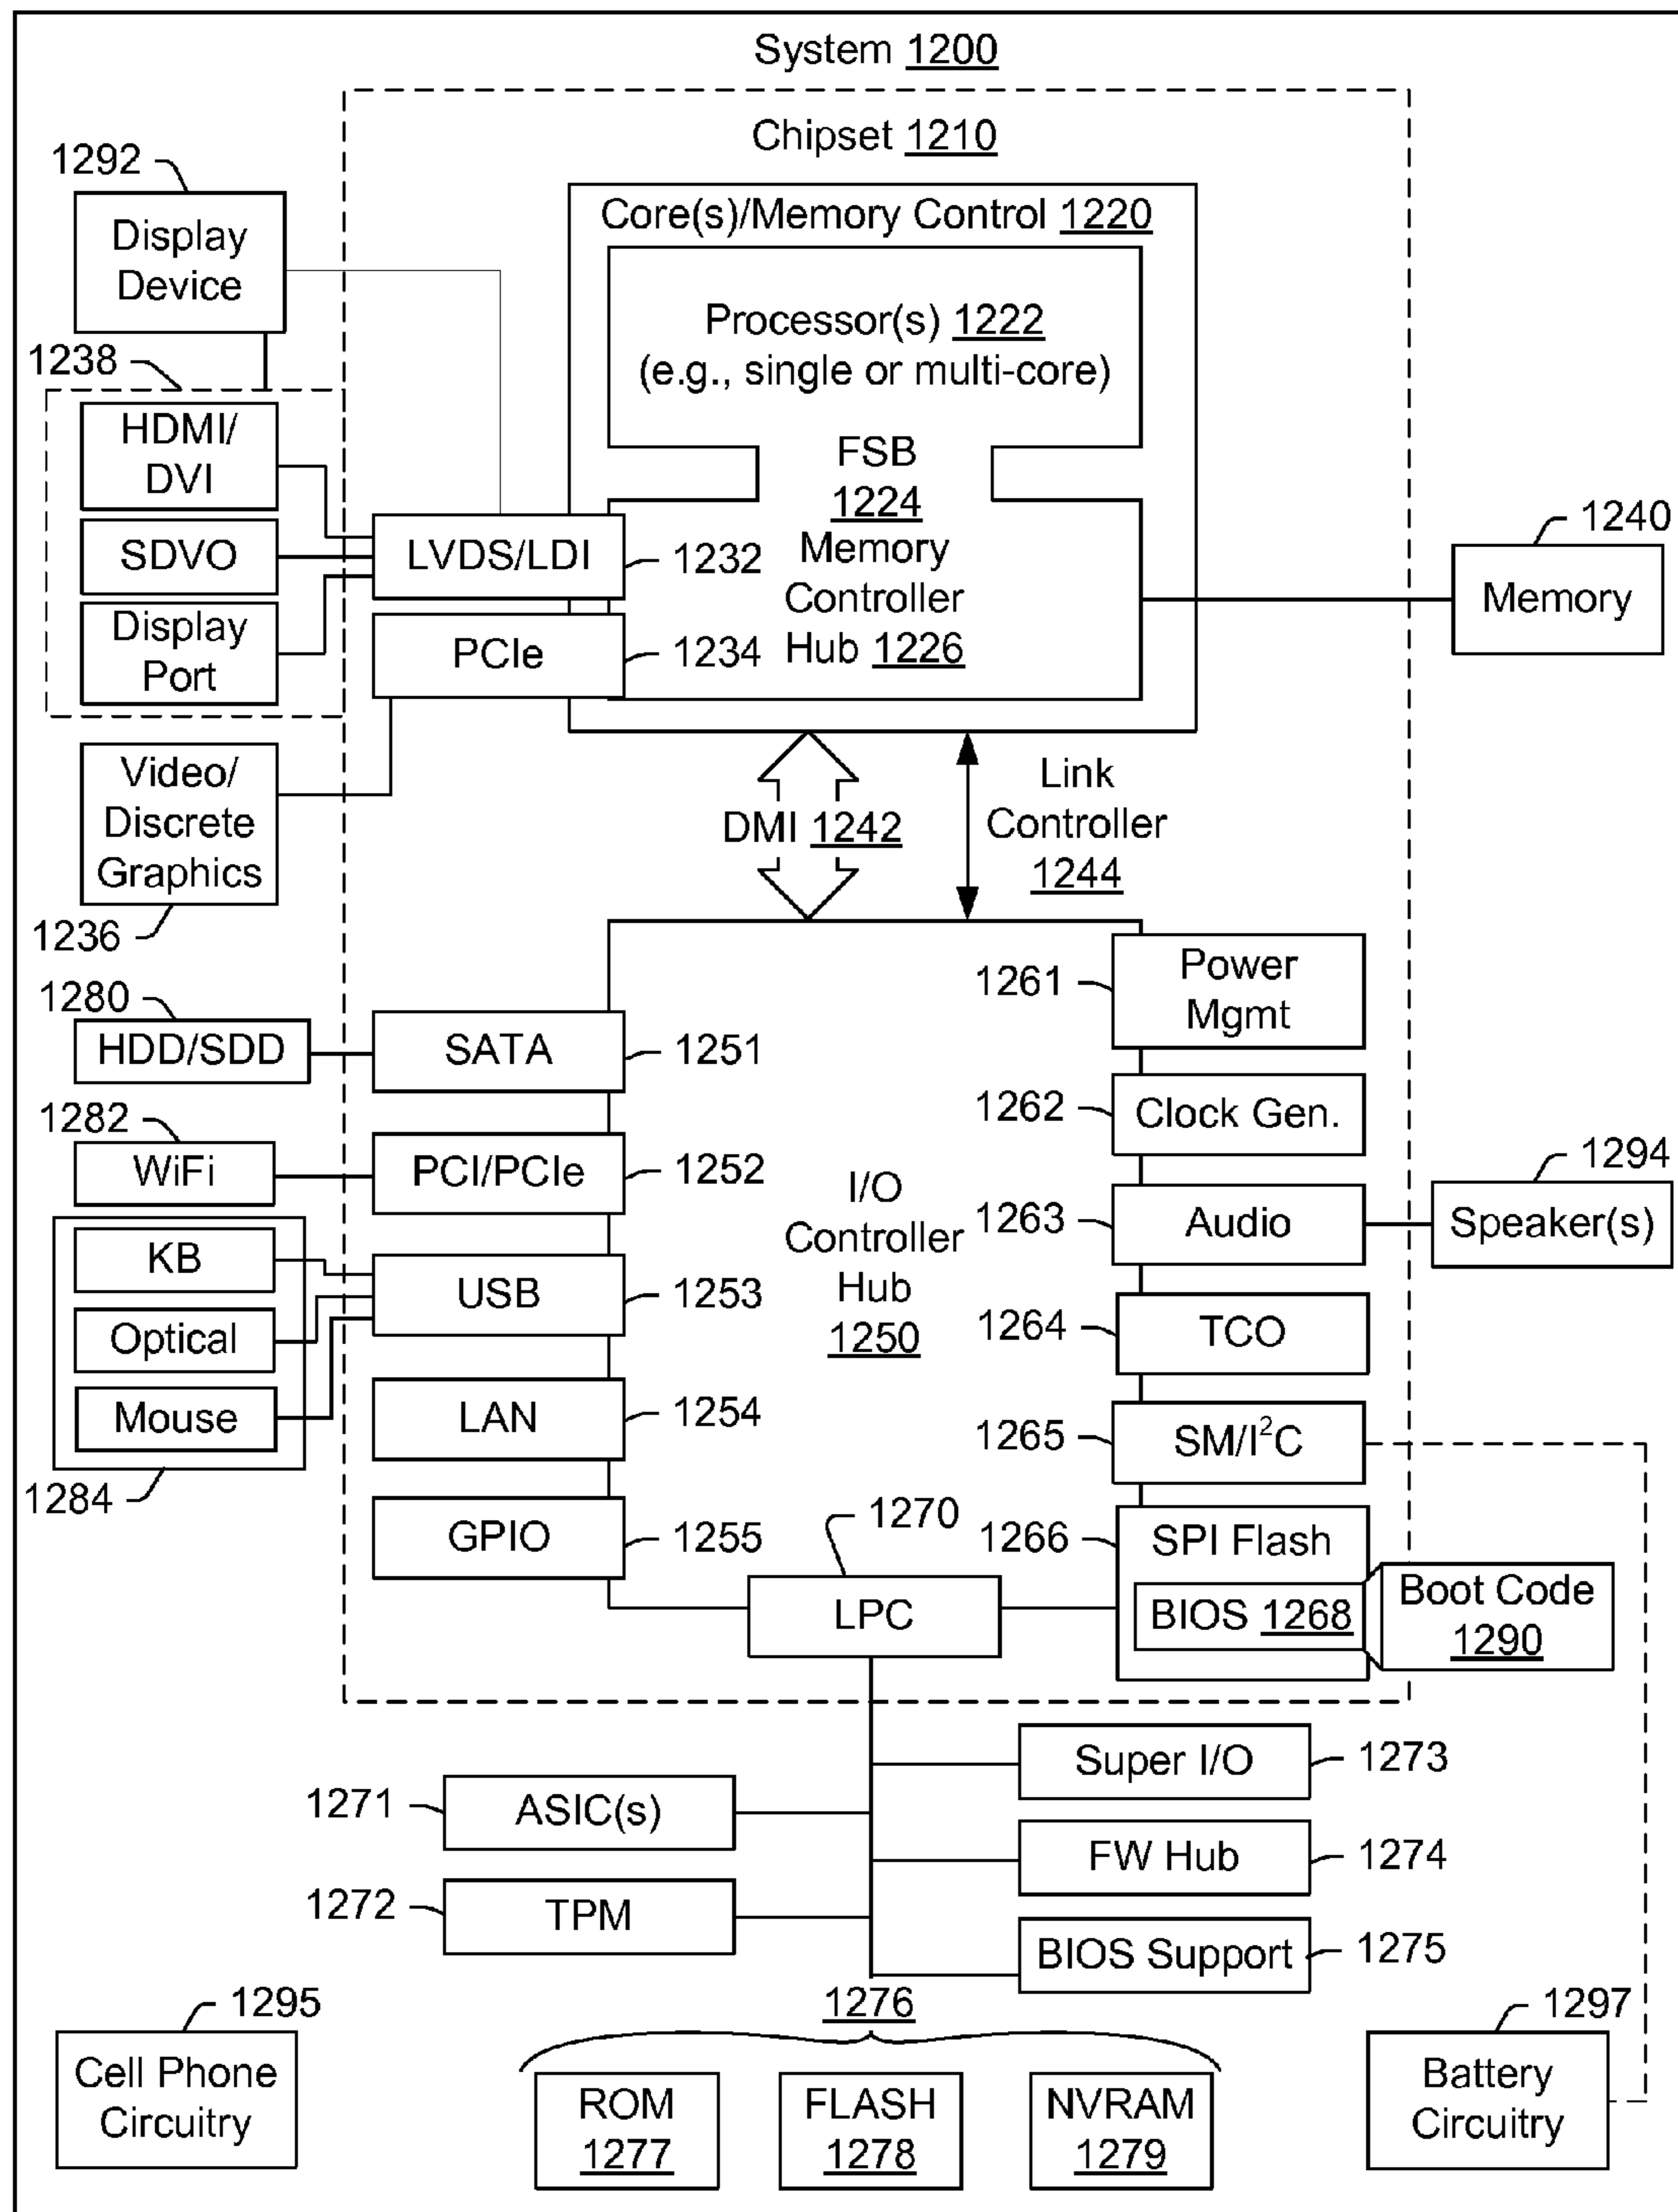 System 1200
Chipset 1210
1292
Display
Device
Core(s)/Memory Control 1220
Processor(s) 1222
(e.g., single or multi-core)
1238
HDMI/
DVI
SDVO
Display
Port
FSB
1224
LVDS/LDI
1232
PCIe
1234
Memory
Controller
Hub 1226
1240
Memory
Video/
Discrete
Graphics
1236
DMI 1242
Link
Controller
1244
1280
HDD/SDD
SATA
1251
1282
WiFi
PCI/PCIe
1252
KB
Optical
Mouse
1284
USB
1253
LAN
1254
GPIO
1255
I/O
Controller
Hub
1250
1261
Power
Mgmt
1262
Clock Gen.
1263
Audio
1294
Speaker(s)
1264
TCO
1265
SM/I²C
1266
SPI Flash
BIOS 1268
Boot Code
1290
1270
LPC
Super I/O
1273
1271
ASIC(s)
FW Hub
1274
1272
TPM
BIOS Support
1275
1295
Cell Phone
Circuitry
1276
ROM
1277
FLASH
1278
NVRAM
1279
1297
Battery
Circuitry